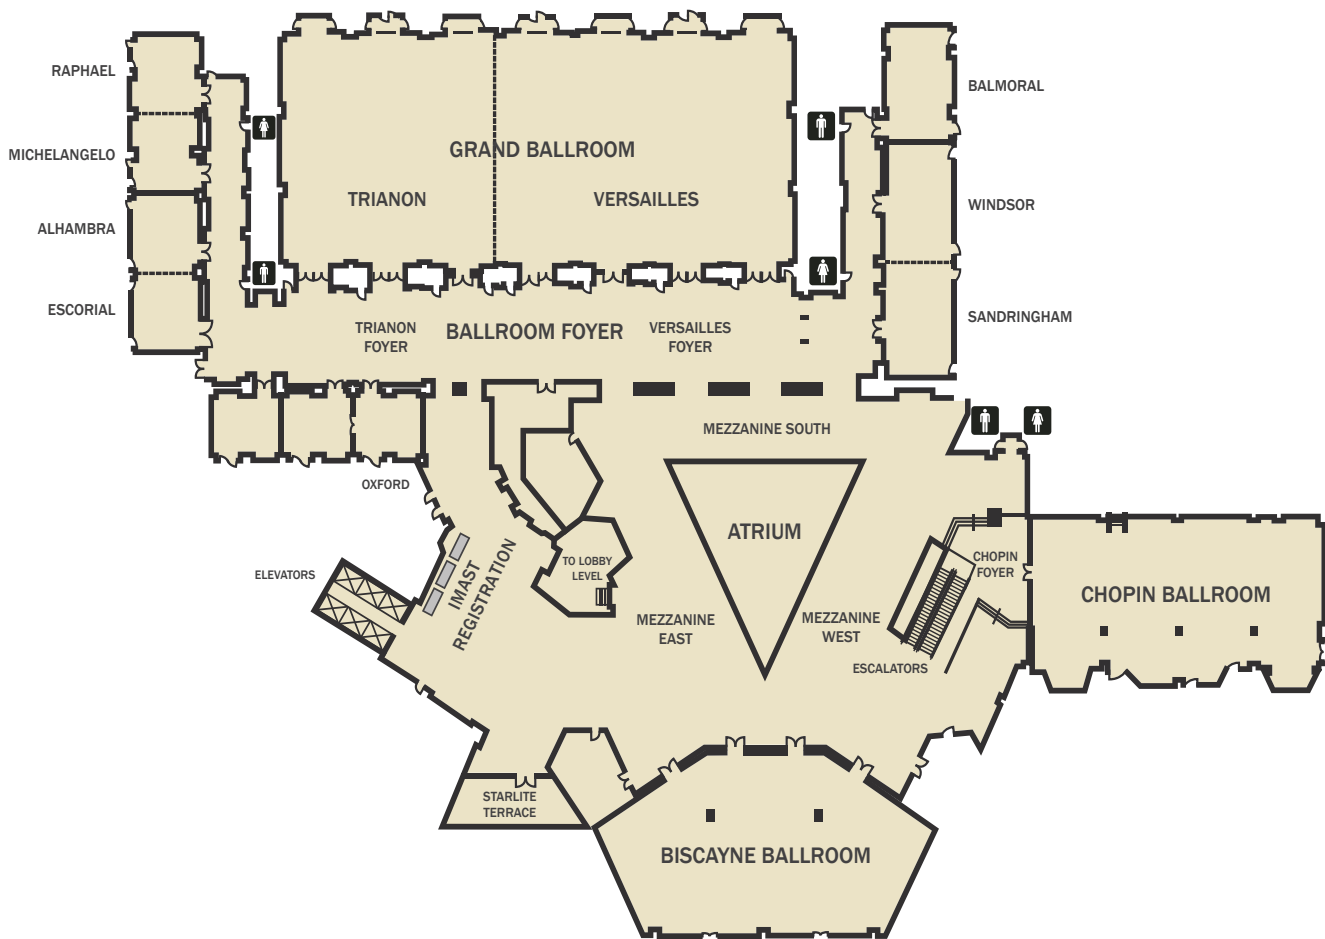 RAPHAEL
BALMORAL
MICHELANGELO
GRAND BALLROOM
TRIANON
VERSAILLES
WINDSOR
ALHAMBRA
ESCORIAL
SANDRINGHAM
TRIANON
FOYER
BALLROOM FOYER
VERSAILLES
FOYER
MEZZANINE SOUTH
OXFORD
ATRIUM
ELEVATORS
IMAST
REGISTRATION
TO LOBBY
LEVEL
CHOPIN
FOYER
CHOPIN BALLROOM
MEZZANINE
EAST
MEZZANINE
WEST
ESCALATORS
STARLITE
TERRACE
BISCAYNE BALLROOM